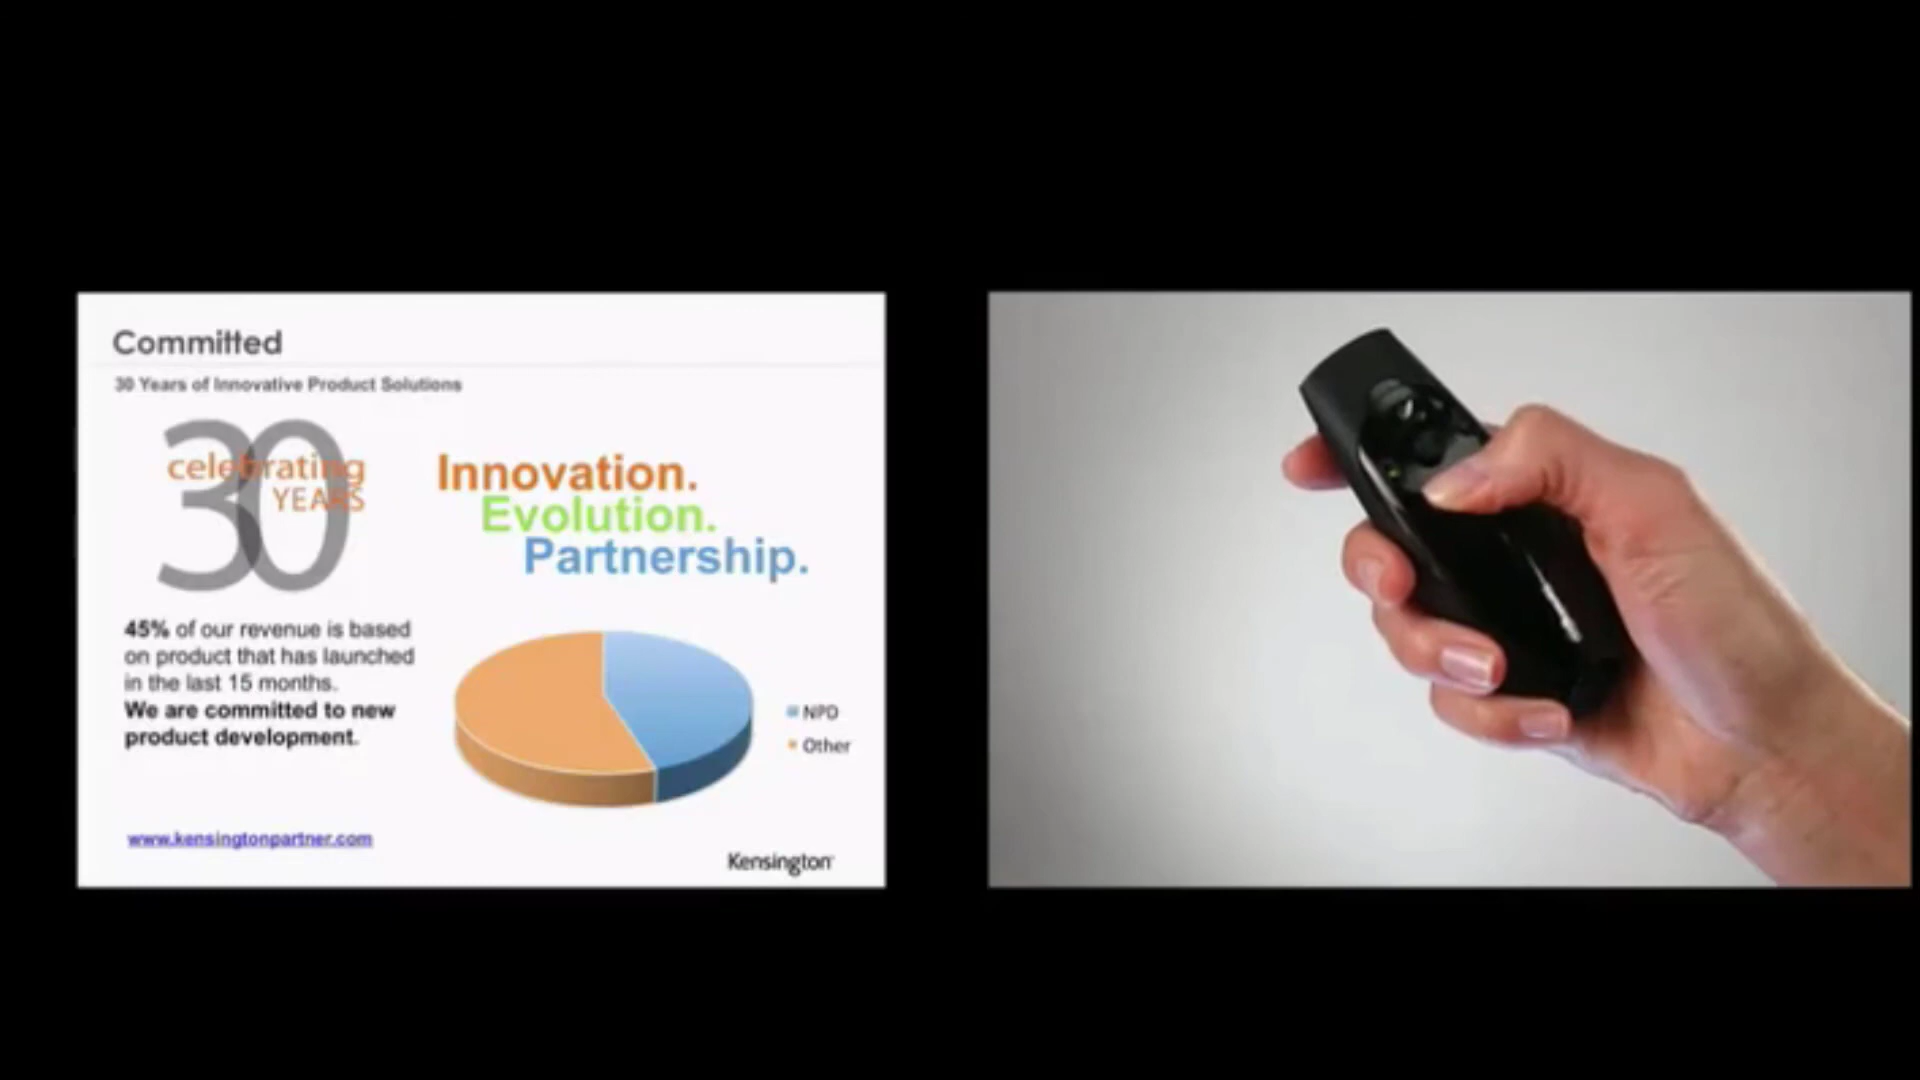 Committed
30 Years of Innovative Product Solutions
30
celebrating
YEARS
Innovation.
Evolution.
Partnership.
45% of our revenue is based
on product that has launched
in the last 15 months.
We are committed to new
product development.
NPD
Other
www.kensingtonpartner.com
Kensington